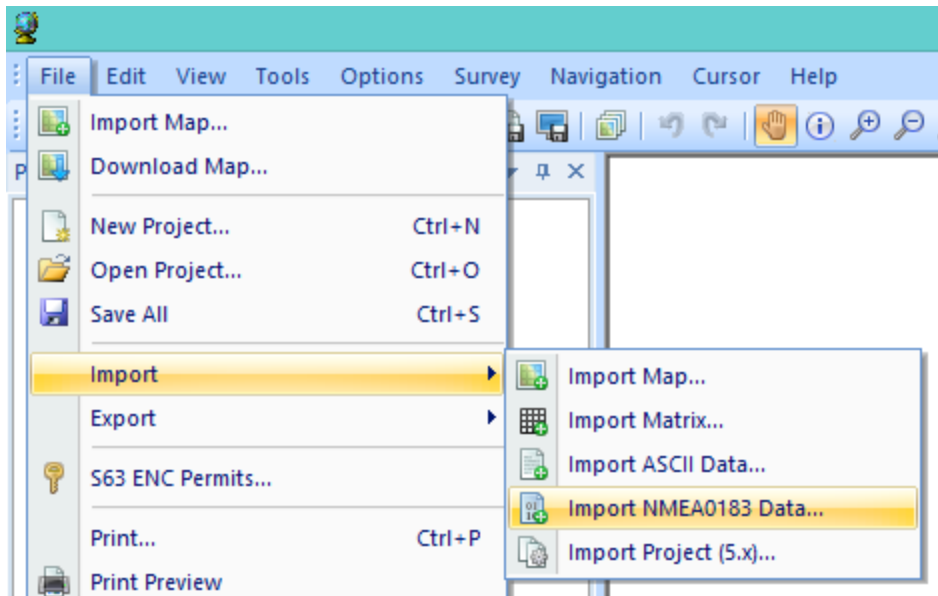 File Edit View Tools Options Survey Navigation Cursor Help
Import Map...
Download Map...
P
New Project... Ctrl+N
Open Project... Ctrl+O
Save All Ctrl+S
Import
Export
S63 ENC Permits...
Print... Ctrl+P
Print Preview
Import Map...
Import Matrix...
Import ASCII Data...
Import NMEA0183 Data...
Import Project (5.x)...